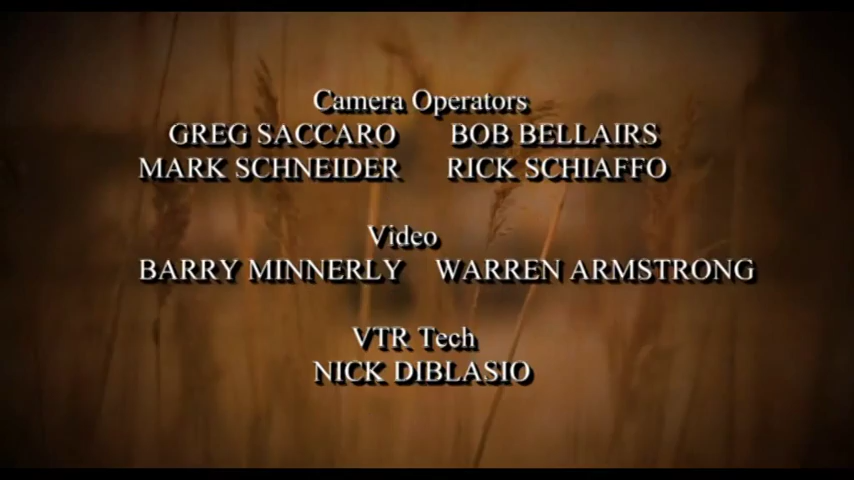 Camera Operators
GREG SACCARO BOB BELLAIRS
MARK SCHNEIDER RICK SCHIAFFO
Video
BARRY MINNERLY WARREN ARMSTRONG
VTR Tech
NICK DIBLASIO